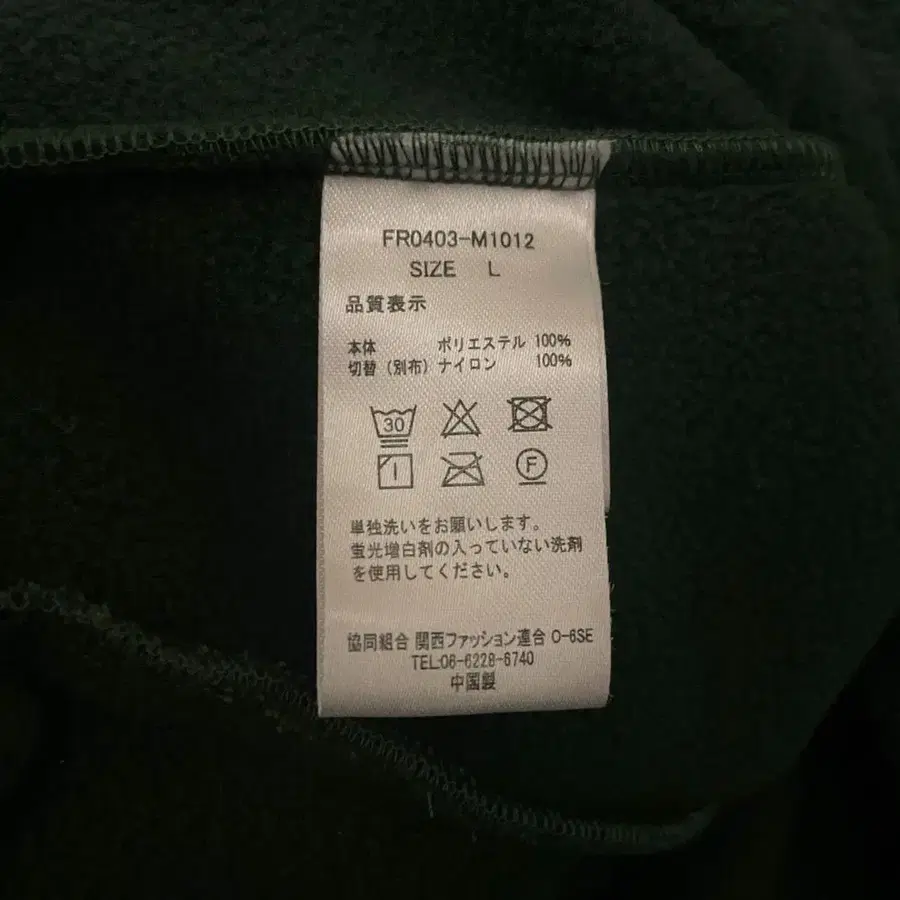 FR0403-M1012
SIZE L
品質表示
本体 ポリエステル 100%
切替(別布)ナイロン 100%
30
F
単独洗いをお願いします。
蛍光増白剤の入っていない洗剤
を使用してください。
協同組合 関西ファッション連合 O-6SE
TEL:06-6228-6740
中国製